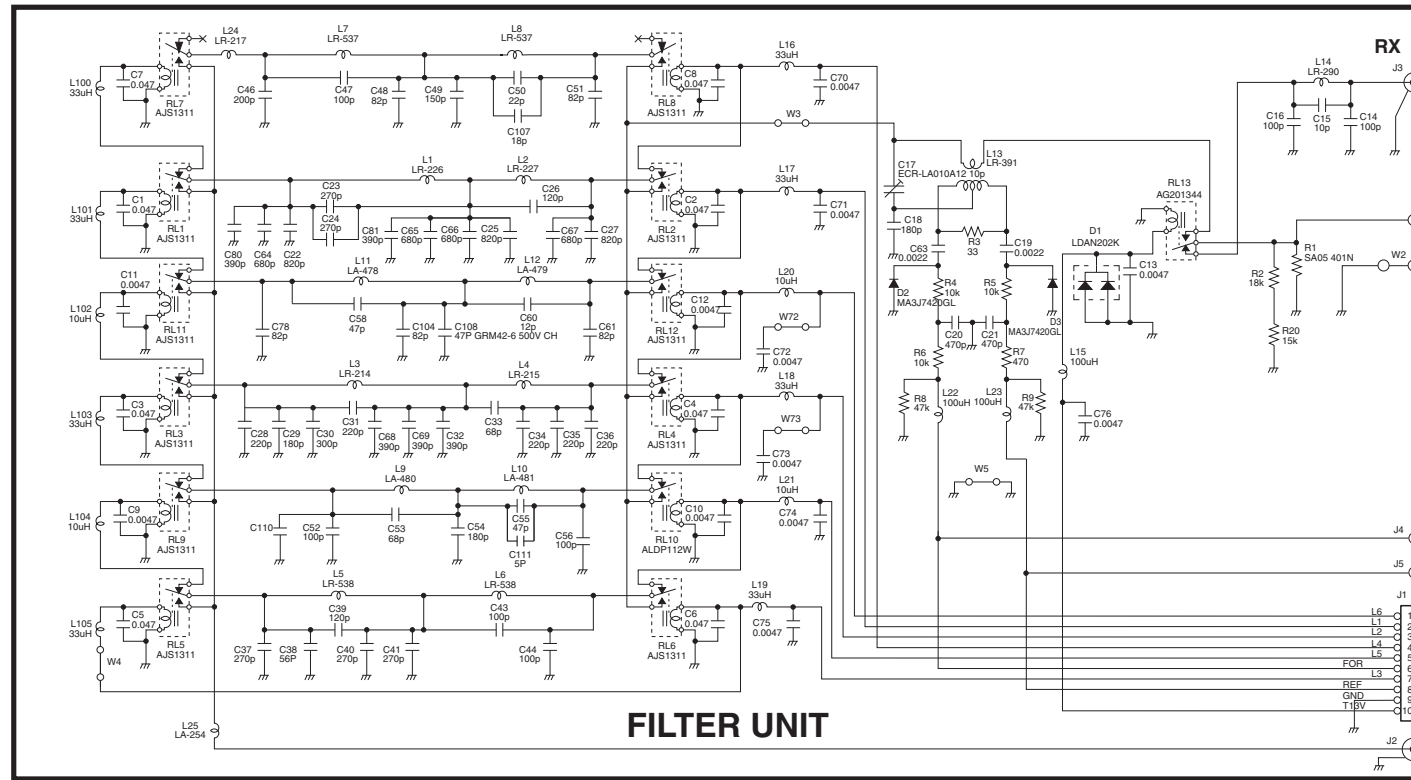 L24
LR-217
L7
LR-537
L8
LR-537
L16
33uH
RX
J3
L14
LR-290
L100
33uH
C7
0.047
RL7
AJS1311
C46
200p
C47
100p
C48
82p
C49
150p
C50
22p
C107
18p
C51
82p
C8
0.047
RL8
AJS1311
C70
0.0047
W3
C16
100p
C15
10p
C14
100p
L101
33uH
C1
0.047
RL1
AJS1311
L1
LR-226
L2
LR-227
C23
270p
C24
270p
C26
120p
C80
390p
C64
680p
C22
820p
C81
390p
C65
680p
C66
680p
C25
820p
C67
680p
C27
820p
C2
0.047
RL2
AJS1311
L17
33uH
C71
0.0047
C17
ECR-LA010A12 10p
L13
LR-391
C18
180p
R3
33
C63
0.0022
C19
0.0022
RL13
AG201344
D1
LDAN202K
C13
0.0047
R1
SA05 401N
R2
18k
R20
15k
W2
L102
10uH
C11
0.0047
RL11
AJS1311
L11
LA-478
L12
LA-479
C78
82p
C58
47p
C104
82p
C108
47P GRM42-6 500V CH
C60
12p
C61
82p
C12
0.0047
RL12
AJS1311
L20
10uH
W72
C72
0.0047
D2
MA3J7420GL
R4
10k
R5
10k
D3
MA3J7420GL
C20
470p
C21
470p
R6
10k
R7
470
L15
100uH
L103
33uH
C3
0.047
RL3
AJS1311
L3
LR-214
L4
LR-215
C28
220p
C29
180p
C30
300p
C31
220p
C68
390p
C69
390p
C32
390p
C33
68p
C34
220p
C35
220p
C36
220p
C4
0.047
RL4
AJS1311
L18
33uH
W73
C73
0.0047
R8
47k
L22
100uH
L23
100uH
R9
47k
C76
0.0047
W5
L104
10uH
C9
0.0047
RL9
AJS1311
L9
LA-480
L10
LA-481
C110
C52
100p
C53
68p
C54
180p
C55
47p
C111
5P
C56
100p
C10
0.0047
RL10
ALDP112W
L21
10uH
C74
0.0047
J4
J5
L105
33uH
W4
C5
0.047
RL5
AJS1311
L5
LR-538
L6
LR-538
C39
120p
C43
100p
C37
270p
C38
56P
C40
270p
C41
270p
C44
100p
C6
0.047
RL6
AJS1311
L19
33uH
C75
0.0047
J1
L6 1
L1 2
L2 3
L4 4
L5 5
FOR 6
L3 7
REF 8
GND 9
T13V 10
L25
LA-254
FILTER UNIT
J2